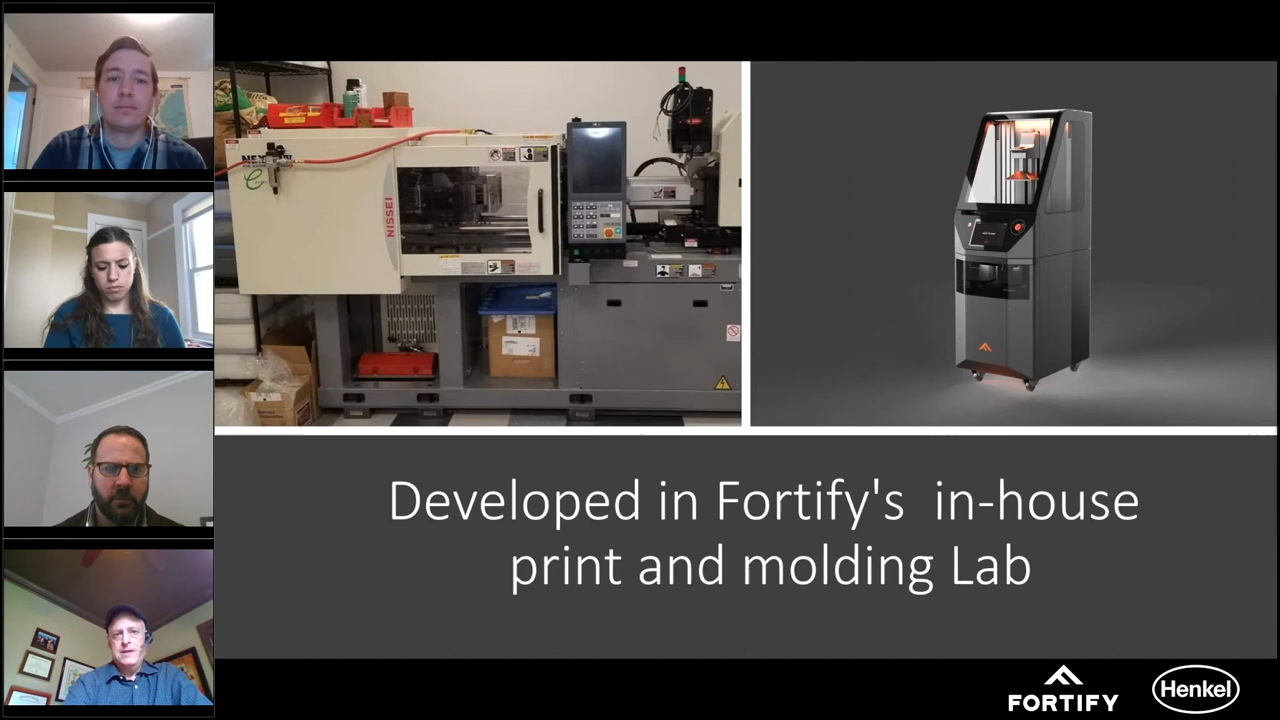 NISSEI
Developed in Fortify's in-house
print and molding Lab
FORTIFY
Henkel